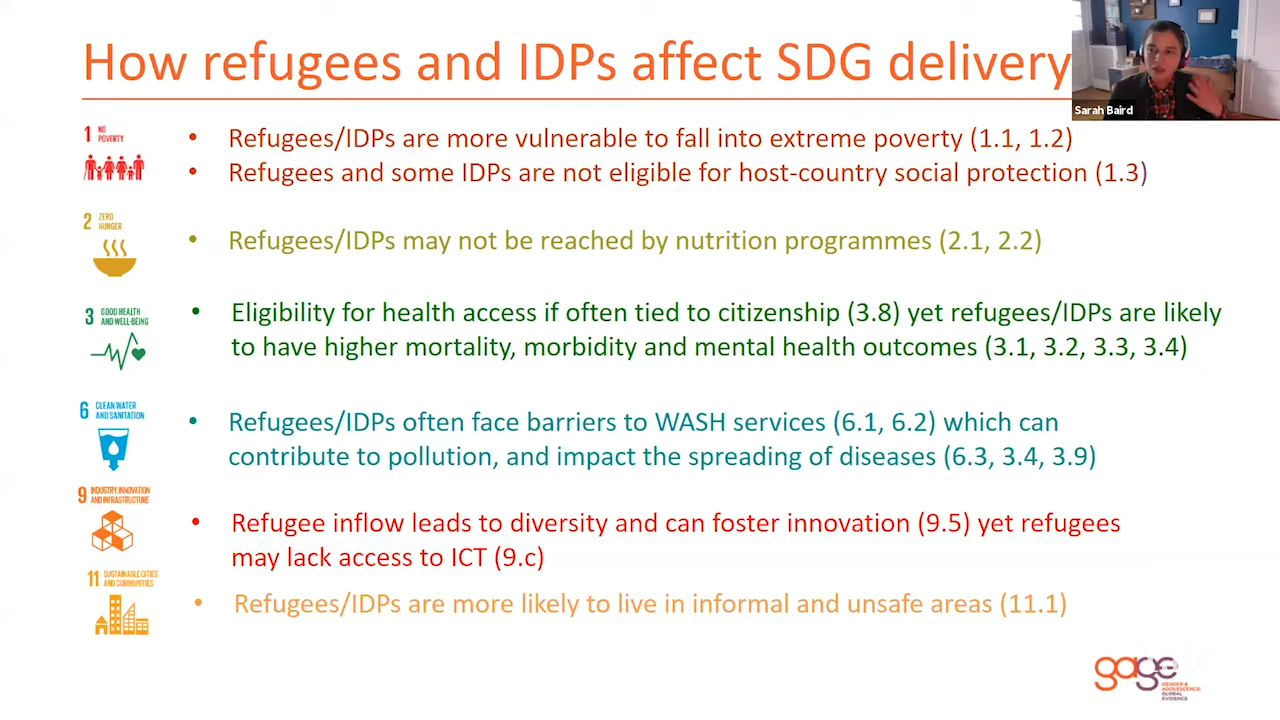 How refugees and IDPs affect SDG delivery
Sarah Baird
1 NO POVERTY
• Refugees/IDPs are more vulnerable to fall into extreme poverty (1.1, 1.2)
• Refugees and some IDPs are not eligible for host-country social protection (1.3)
2 ZERO HUNGER
• Refugees/IDPs may not be reached by nutrition programmes (2.1, 2.2)
3 GOOD HEALTH AND WELL-BEING
• Eligibility for health access if often tied to citizenship (3.8) yet refugees/IDPs are likely
to have higher mortality, morbidity and mental health outcomes (3.1, 3.2, 3.3, 3.4)
6 CLEAN WATER AND SANITATION
• Refugees/IDPs often face barriers to WASH services (6.1, 6.2) which can
contribute to pollution, and impact the spreading of diseases (6.3, 3.4, 3.9)
9 INDUSTRY, INNOVATION AND INFRASTRUCTURE
• Refugee inflow leads to diversity and can foster innovation (9.5) yet refugees
may lack access to ICT (9.c)
11 SUSTAINABLE CITIES AND COMMUNITIES
• Refugees/IDPs are more likely to live in informal and unsafe areas (11.1)
gage
GENDER & ADOLESCENCE: GLOBAL EVIDENCE